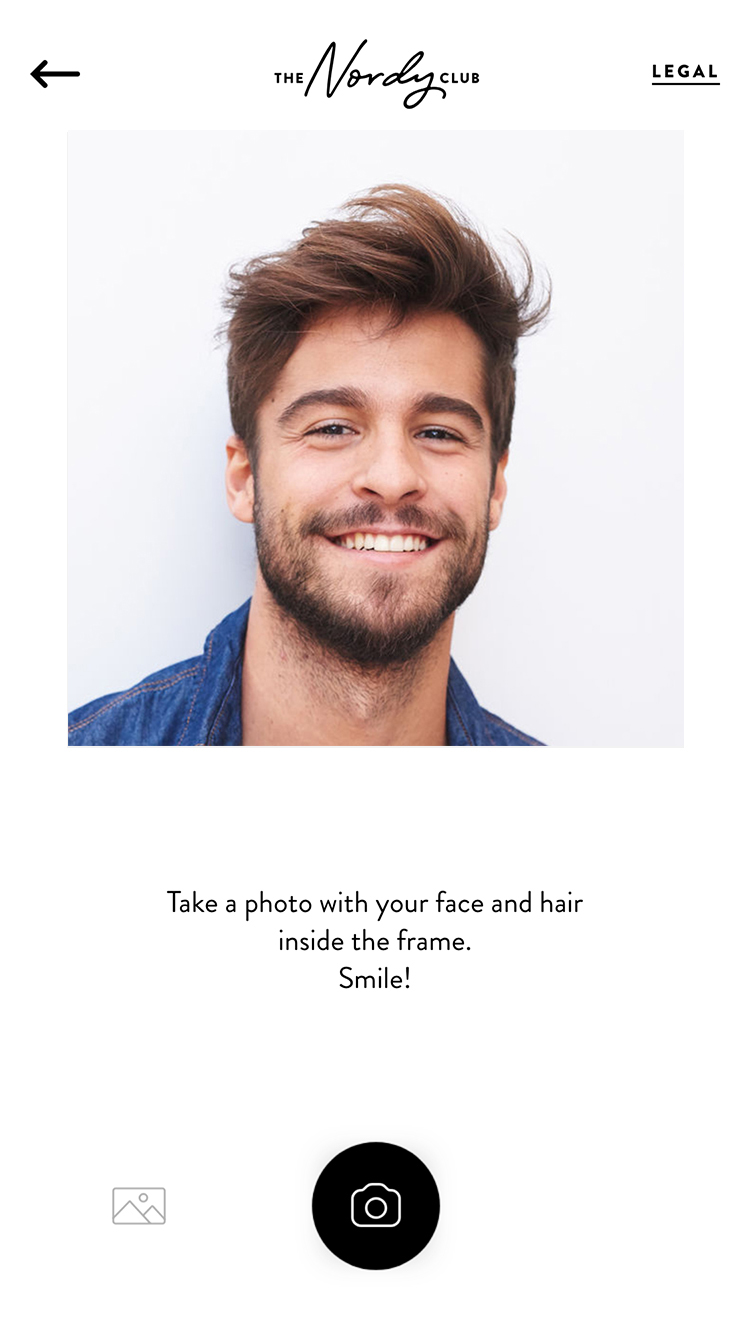 THE Nordy CLUB
LEGAL
Take a photo with your face and hair
inside the frame.
Smile!